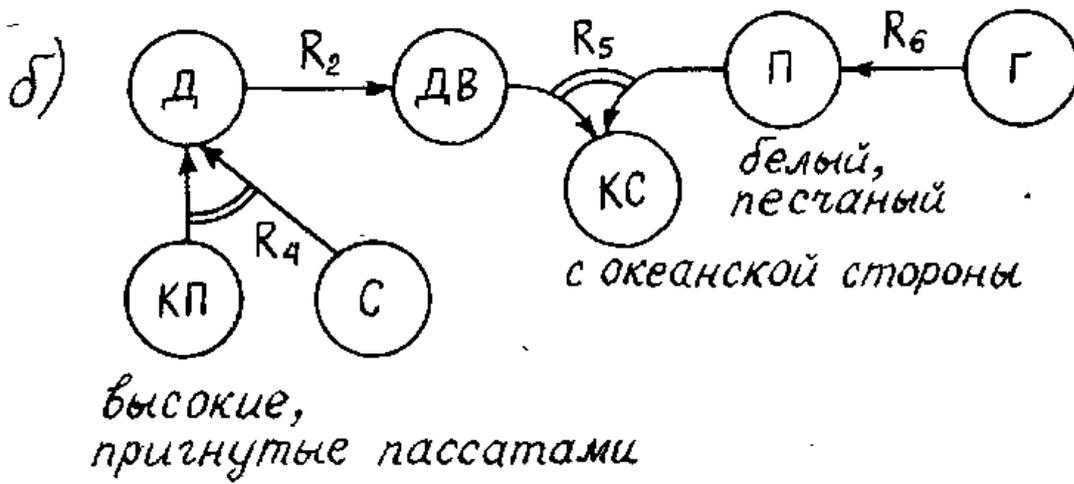 б)
Д R₂ ДВ R₅ П R₆ Г
КС
белый,
песчаный
R₄
КП С
с океанской стороны
высокие,
пригнутые пассатами